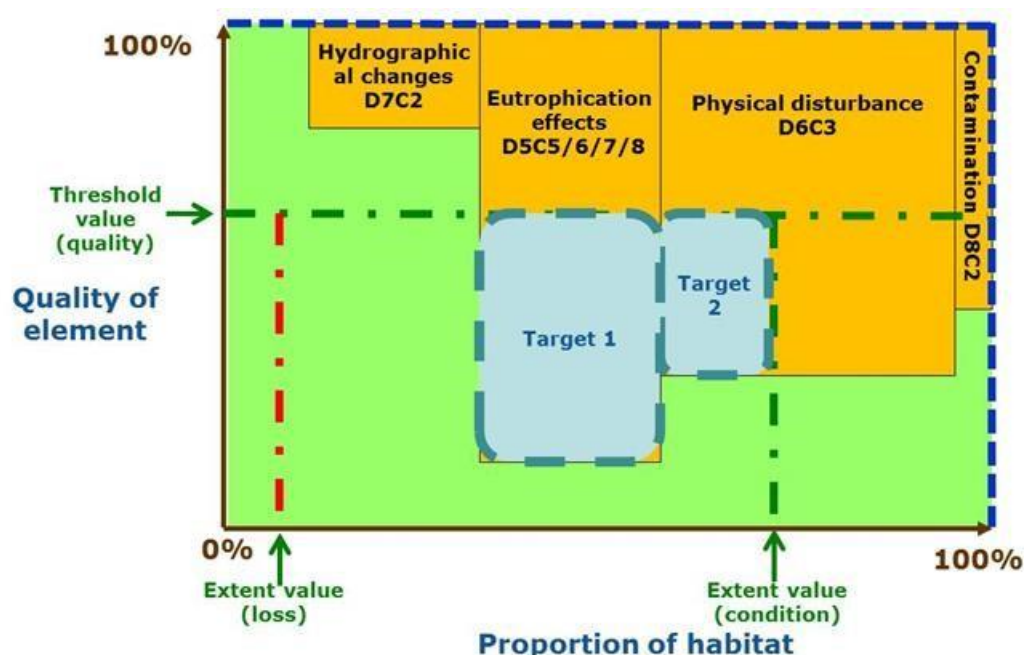 100%
Hydrographic
al changes
D7C2
Eutrophication
effects
D5C5/6/7/8
Physical disturbance
D6C3
Contamination D8C2
Threshold
value
(quality)
Quality of
element
Target 1
Target
2
0%
100%
Extent value
(loss)
Extent value
(condition)
Proportion of habitat